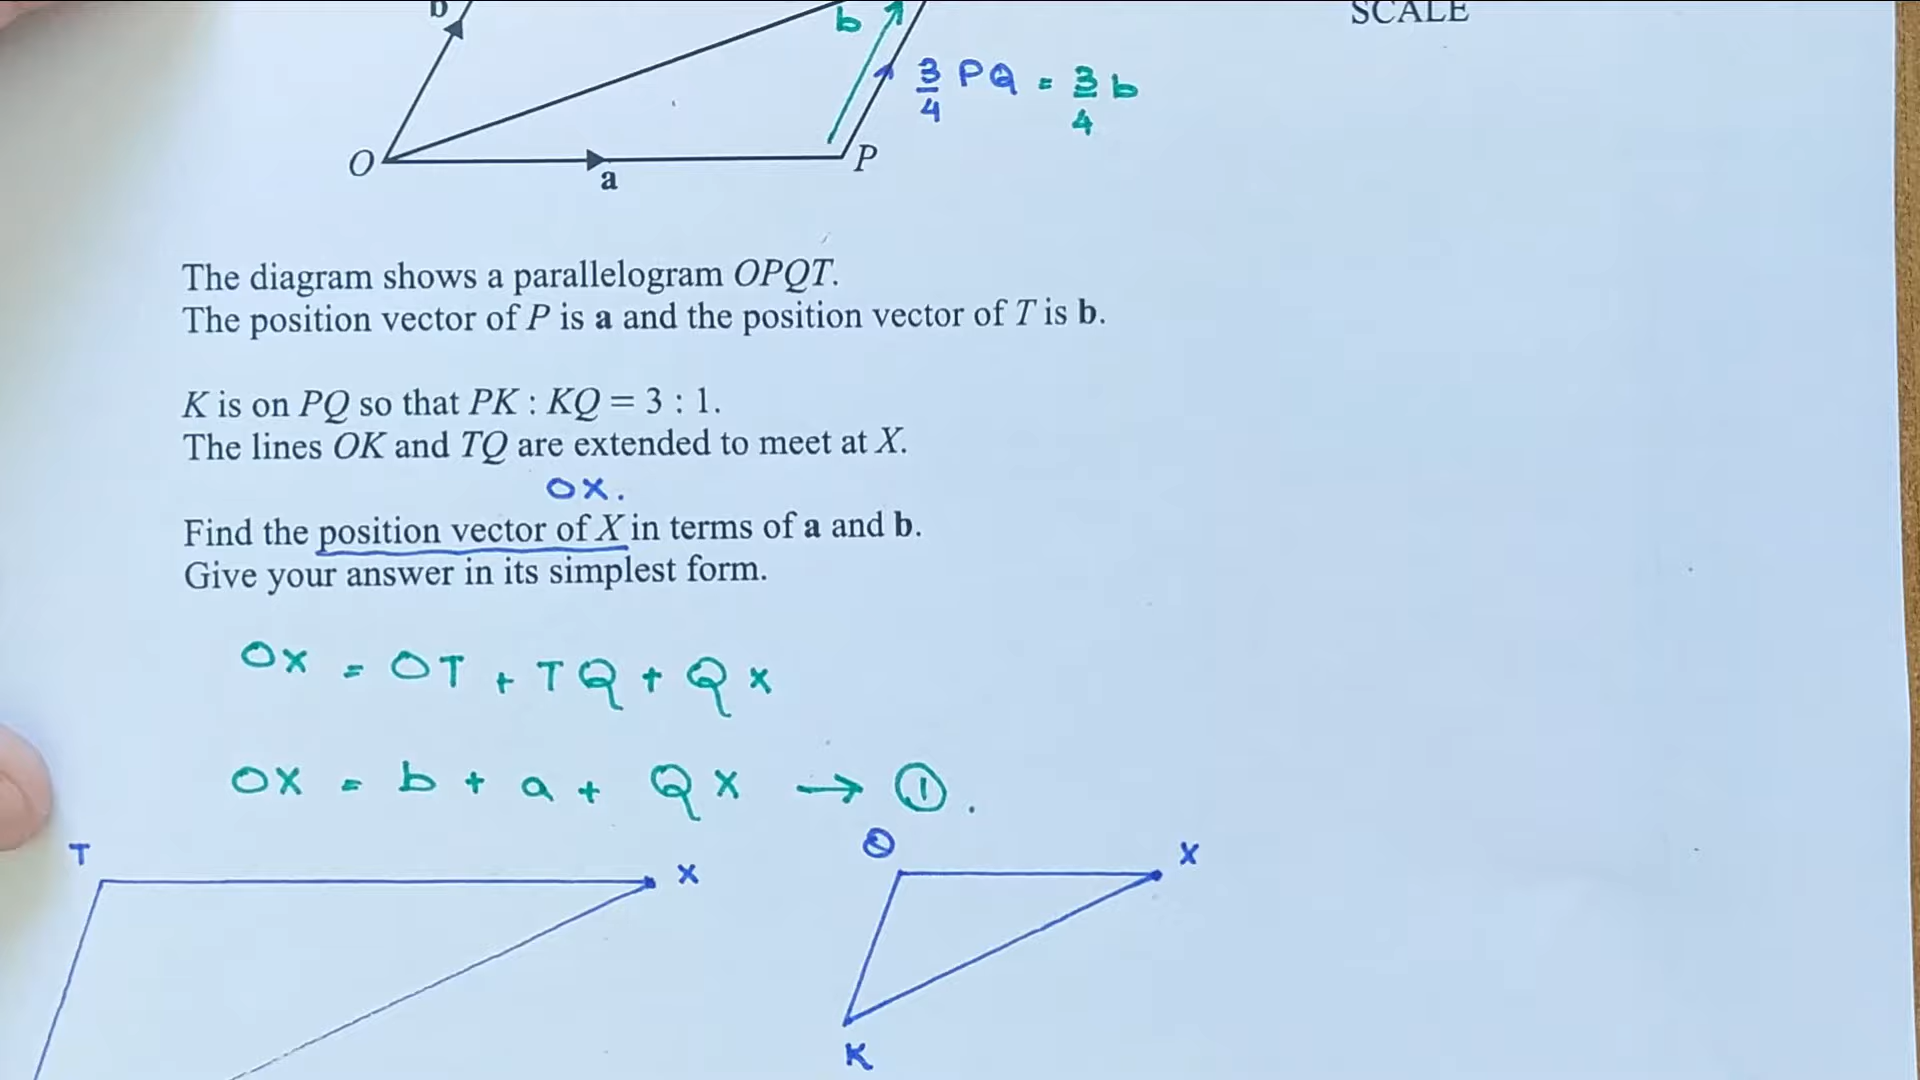 b
b
SCALE
3/4 PQ = 3/4 b
O
P
a
The diagram shows a parallelogram OPQT.
The position vector of P is a and the position vector of T is b.
K is on PQ so that PK : KQ = 3 : 1.
The lines OK and TQ are extended to meet at X.
OX.
Find the position vector of X in terms of a and b.
Give your answer in its simplest form.
OX = OT + TQ + QX
OX = b + a + QX → ①.
T
X
Q
X
K